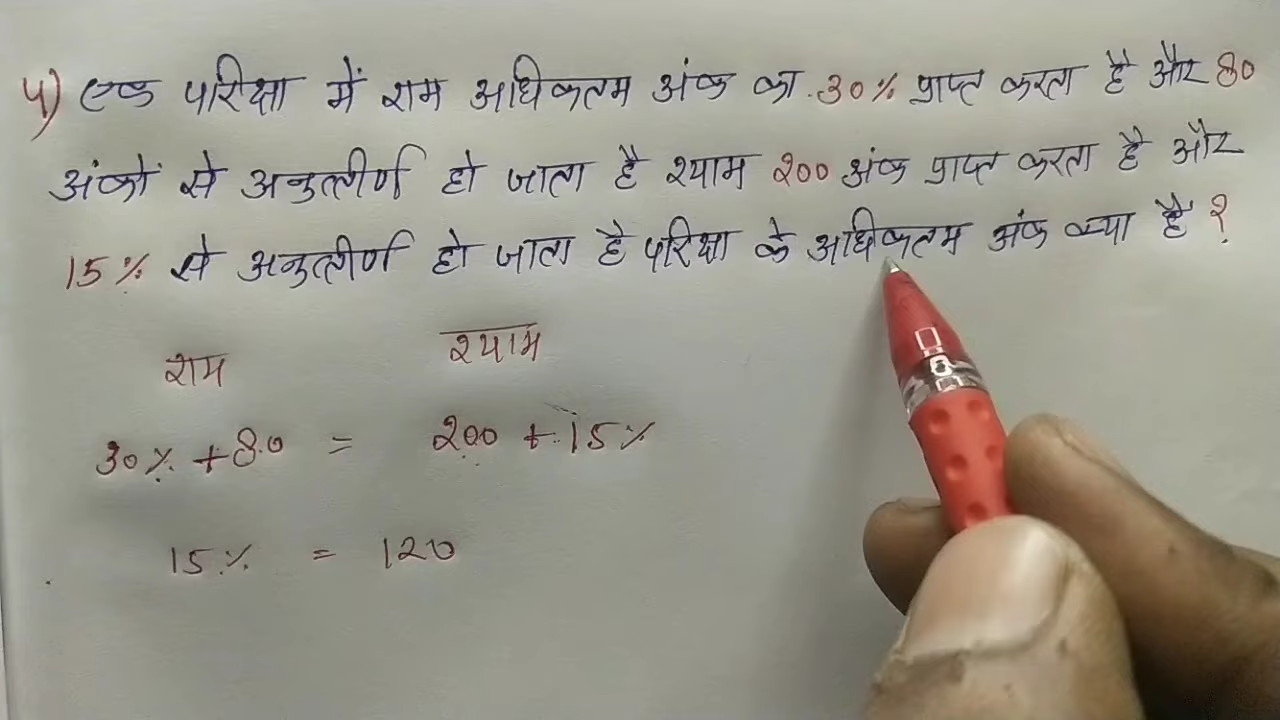 ५) एक परिक्षा में राम अधिकतम अंक का 30% प्राप्त करता है और 80
अंकों से अनुत्तीर्ण हो जाता है श्याम 200 अंक प्राप्त करता है और
15% से अनुत्तीर्ण हो जाता है परिक्षा के अधिकतम अंक क्या है ?
राम श्याम
30% + 80 = 200 + 15%
15% = 120